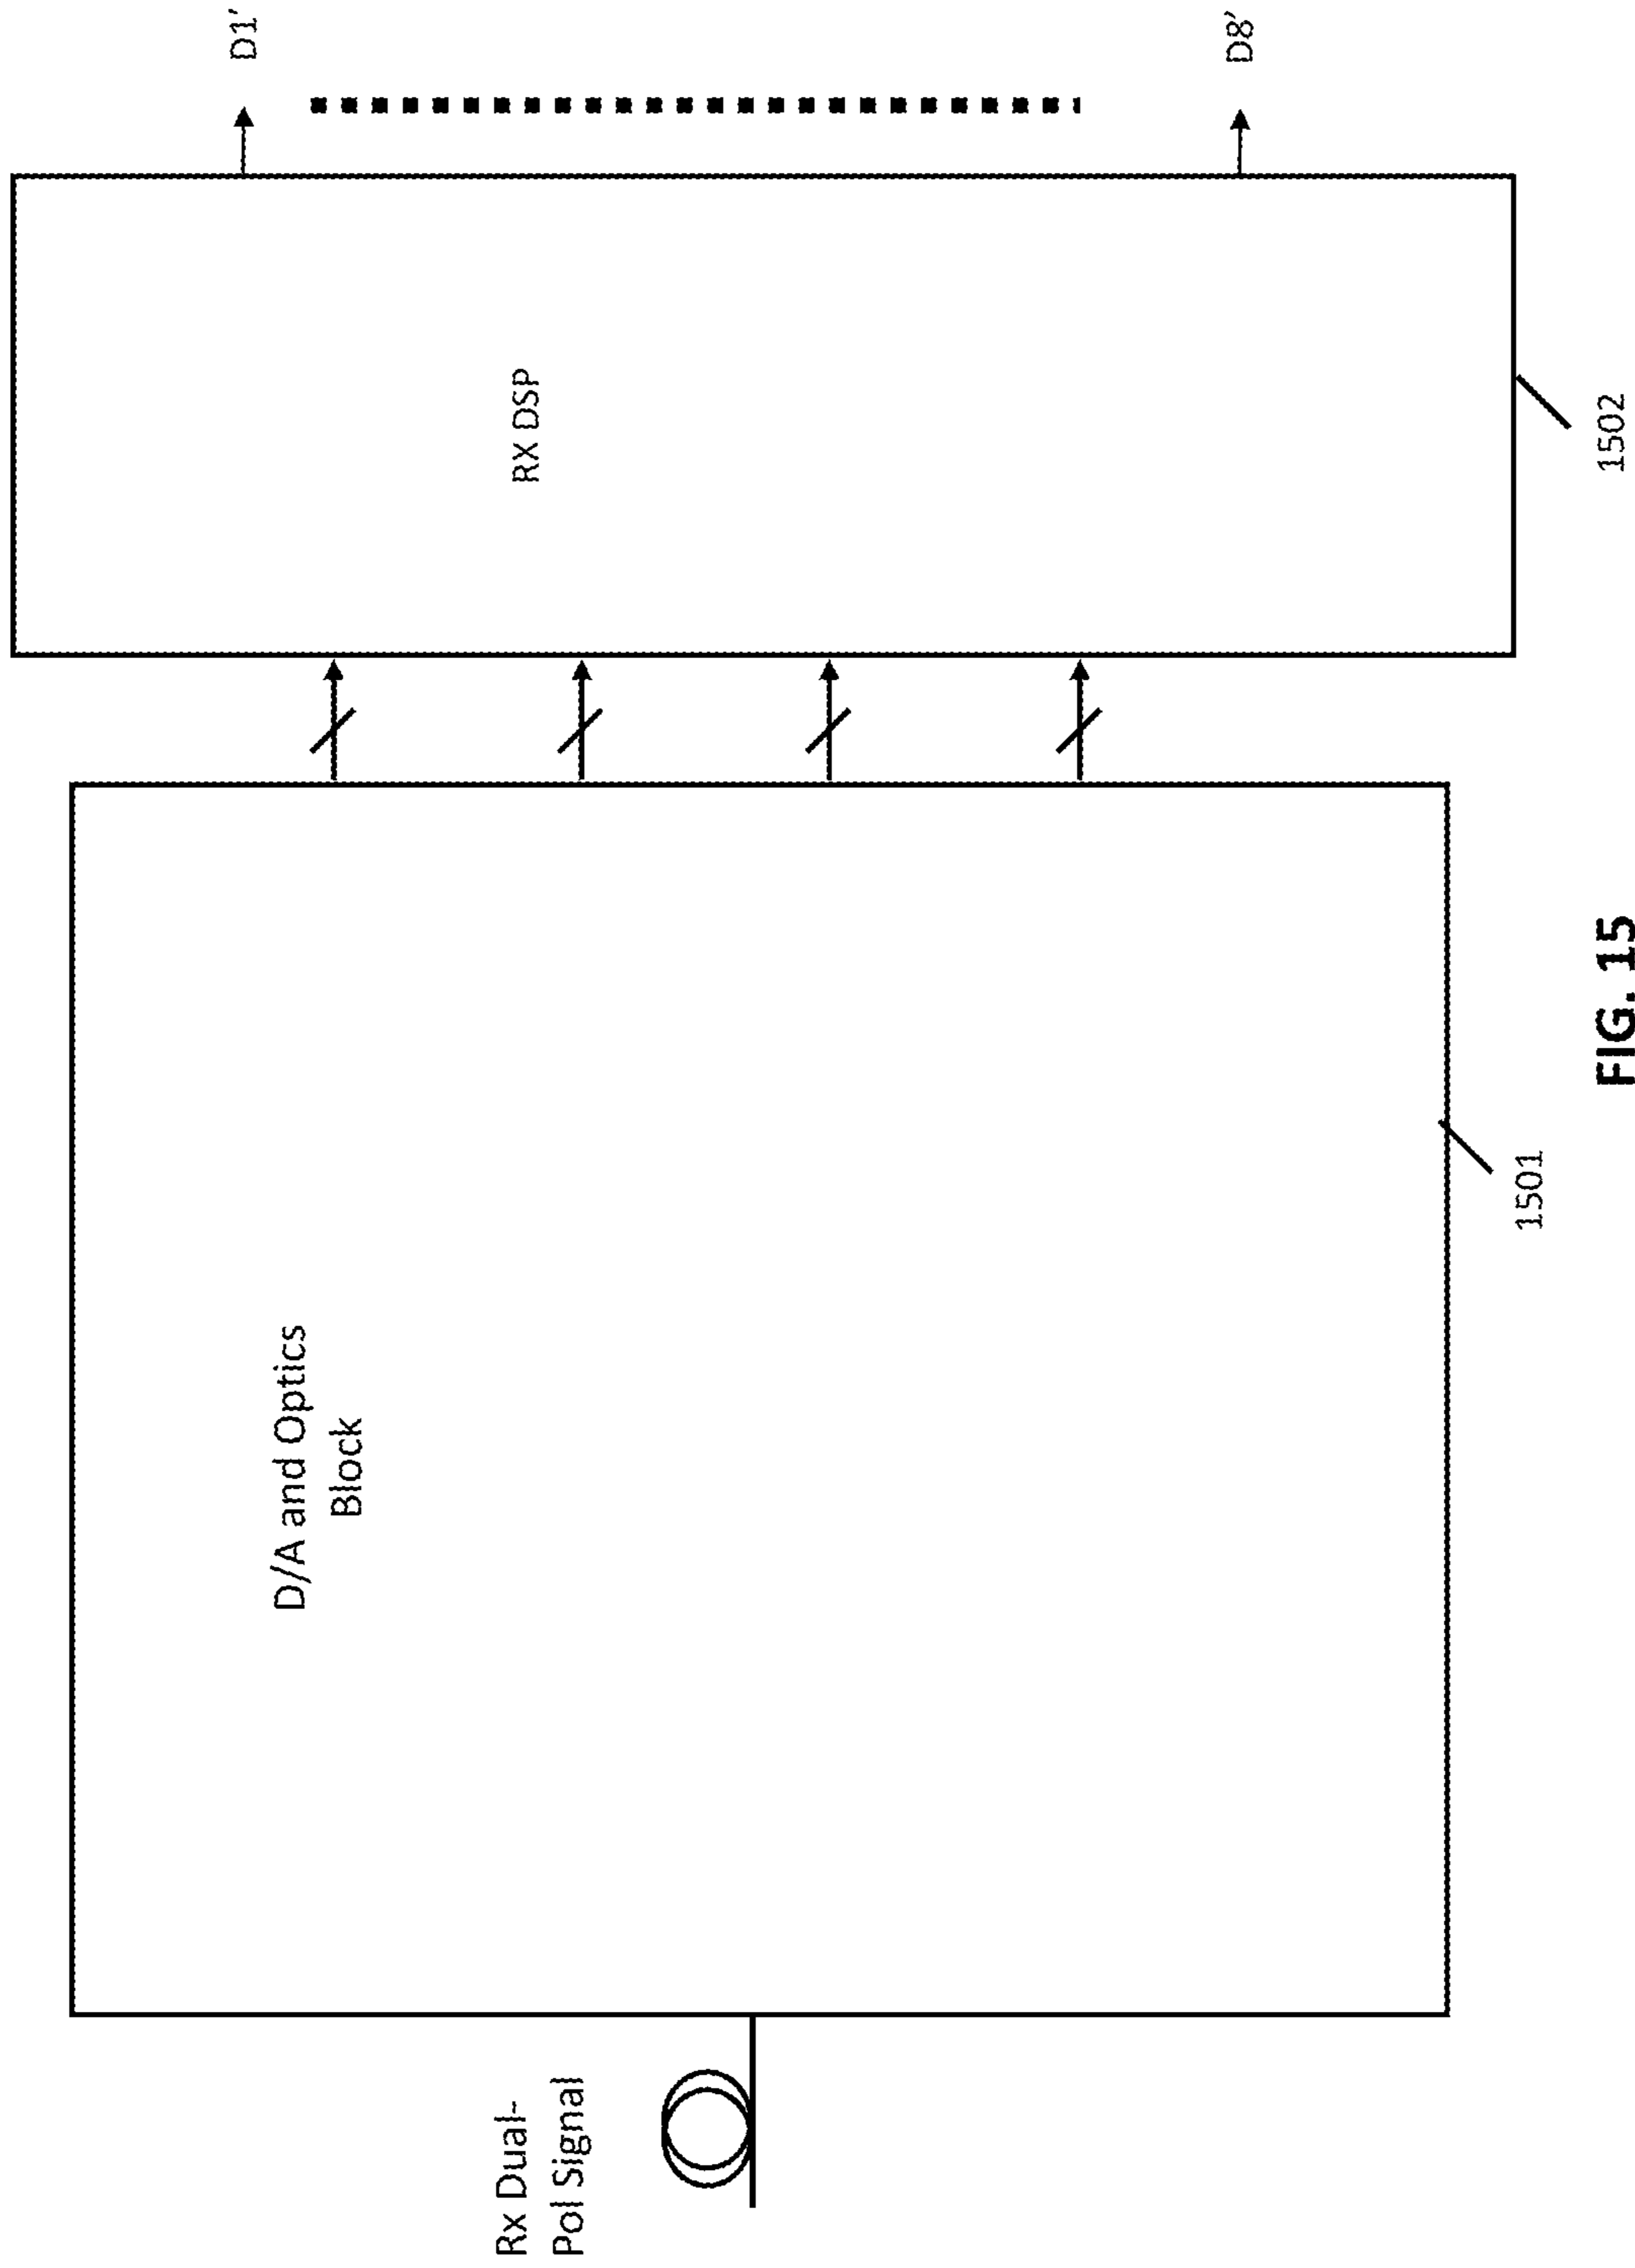 Rx Dual-
Pol Signal
D/A and Optics
Block
1501
RX DSP
1502
D1’
D8’
FIG. 15